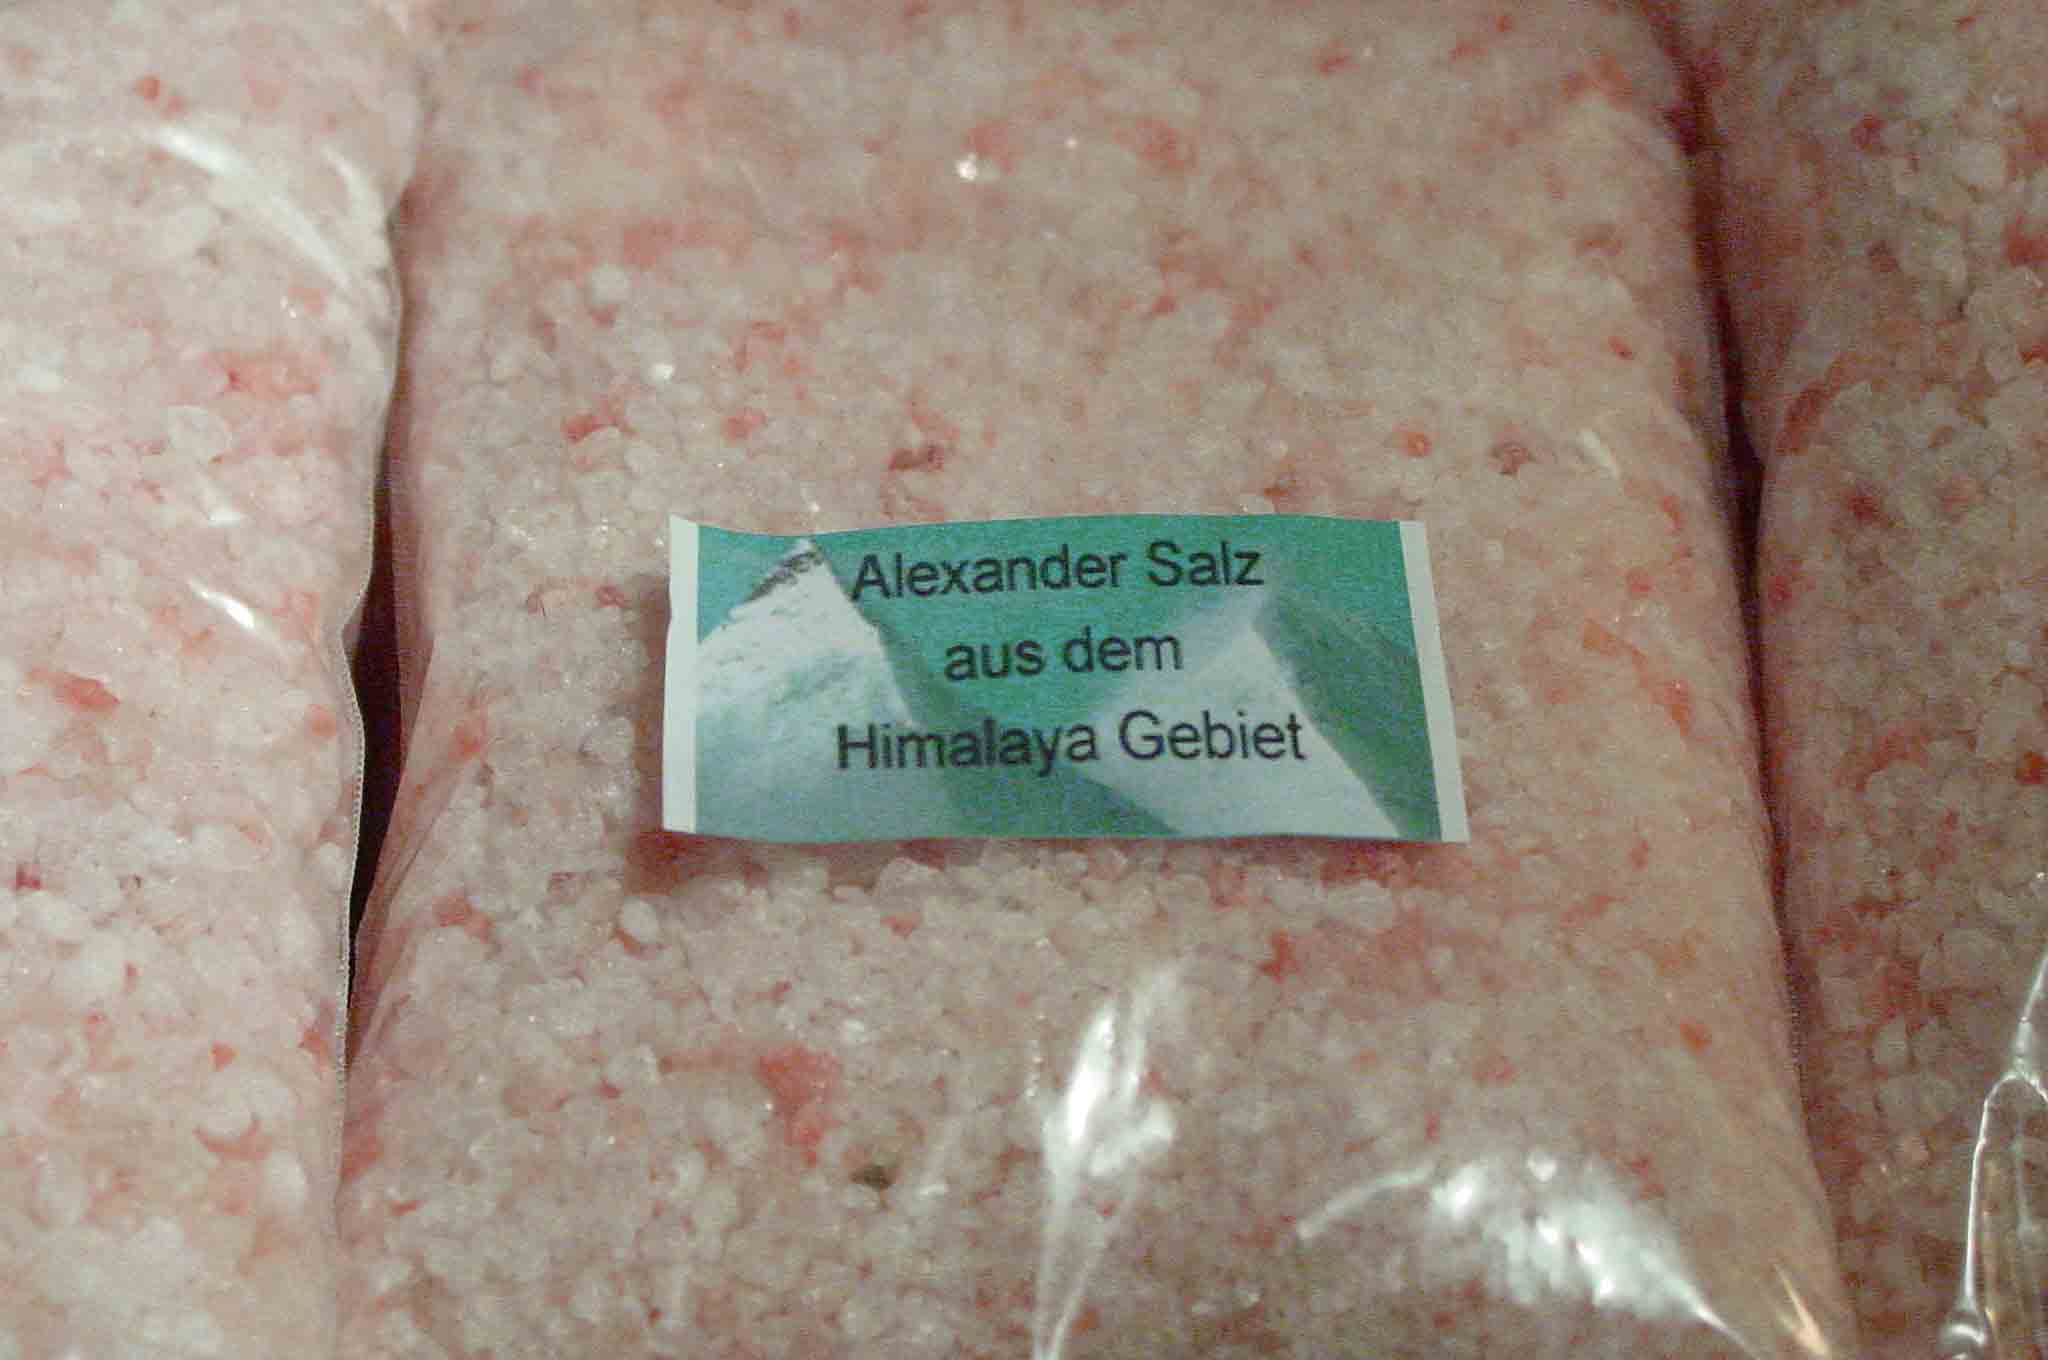 Alexander Salz
aus dem
Himalaya Gebiet